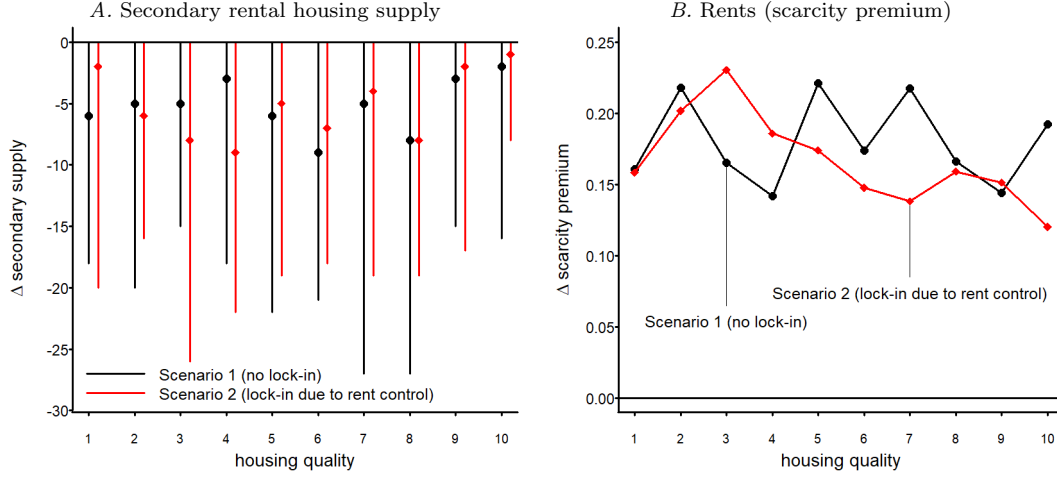 A. Secondary rental housing supply
0
-5
-10
-15
-20
-25
-30
Δ secondary supply
Scenario 1 (no lock-in)
Scenario 2 (lock-in due to rent control)
1 2 3 4 5 6 7 8 9 10
housing quality
B. Rents (scarcity premium)
0.25
0.20
0.15
0.10
0.05
0.00
Δ scarcity premium
Scenario 2 (lock-in due to rent control)
Scenario 1 (no lock-in)
1 2 3 4 5 6 7 8 9 10
housing quality